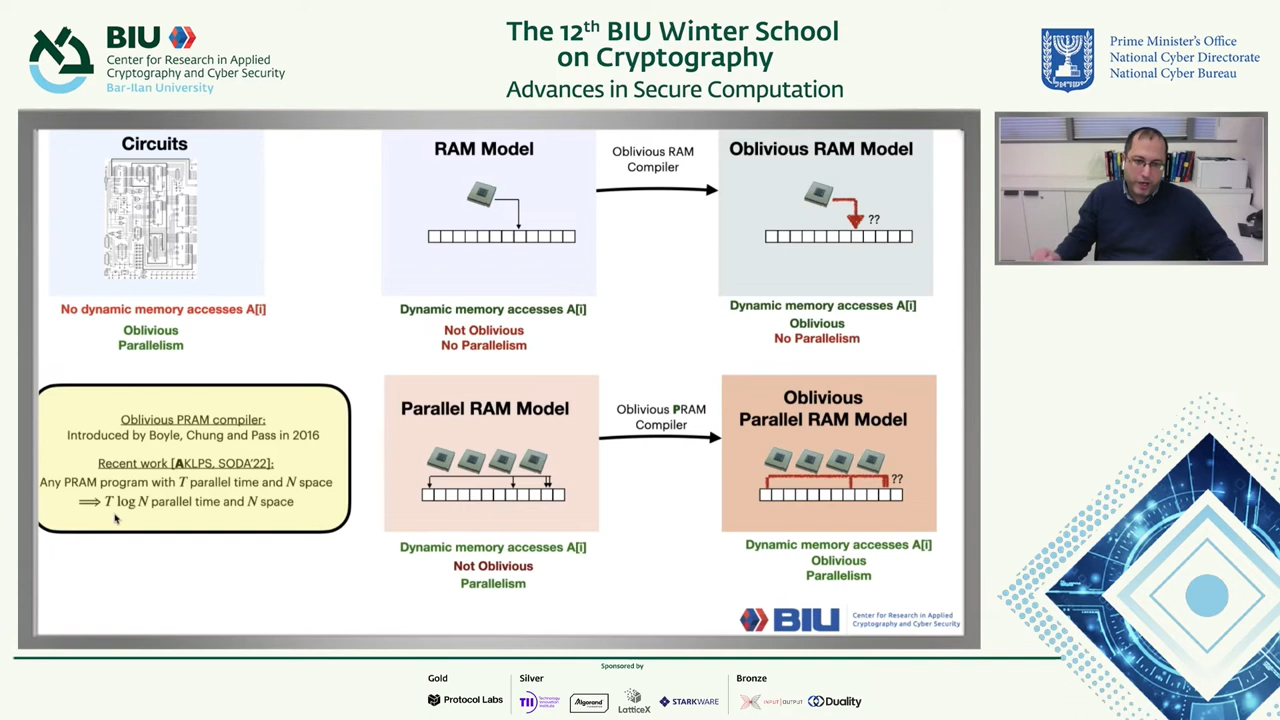 BIU
Center for Research in Applied
Cryptography and Cyber Security
Bar-Ilan University
The 12th BIU Winter School
on Cryptography
Advances in Secure Computation
Prime Minister's Office
National Cyber Directorate
National Cyber Bureau
Circuits
No dynamic memory accesses A[i]
Oblivious
Parallelism
RAM Model
Dynamic memory accesses A[i]
Not Oblivious
No Parallelism
Oblivious RAM
Compiler
Oblivious RAM Model
??
Dynamic memory accesses A[i]
Oblivious
No Parallelism
Oblivious PRAM compiler:
Introduced by Boyle, Chung and Pass in 2016
Recent work [AKLPS, SODA'22]:
Any PRAM program with T parallel time and N space
⟹ T log N parallel time and N space
Parallel RAM Model
Dynamic memory accesses A[i]
Not Oblivious
Parallelism
Oblivious PRAM
Compiler
Oblivious
Parallel RAM Model
??
Dynamic memory accesses A[i]
Oblivious
Parallelism
BIU
Center for Research in Applied
Cryptography and Cyber Security
Sponsored by
Gold
Protocol Labs
Silver
TII
Technology
Innovation
Institute
Algorand
LatticeX
STARKWARE
Bronze
INPUT | OUTPUT
Duality